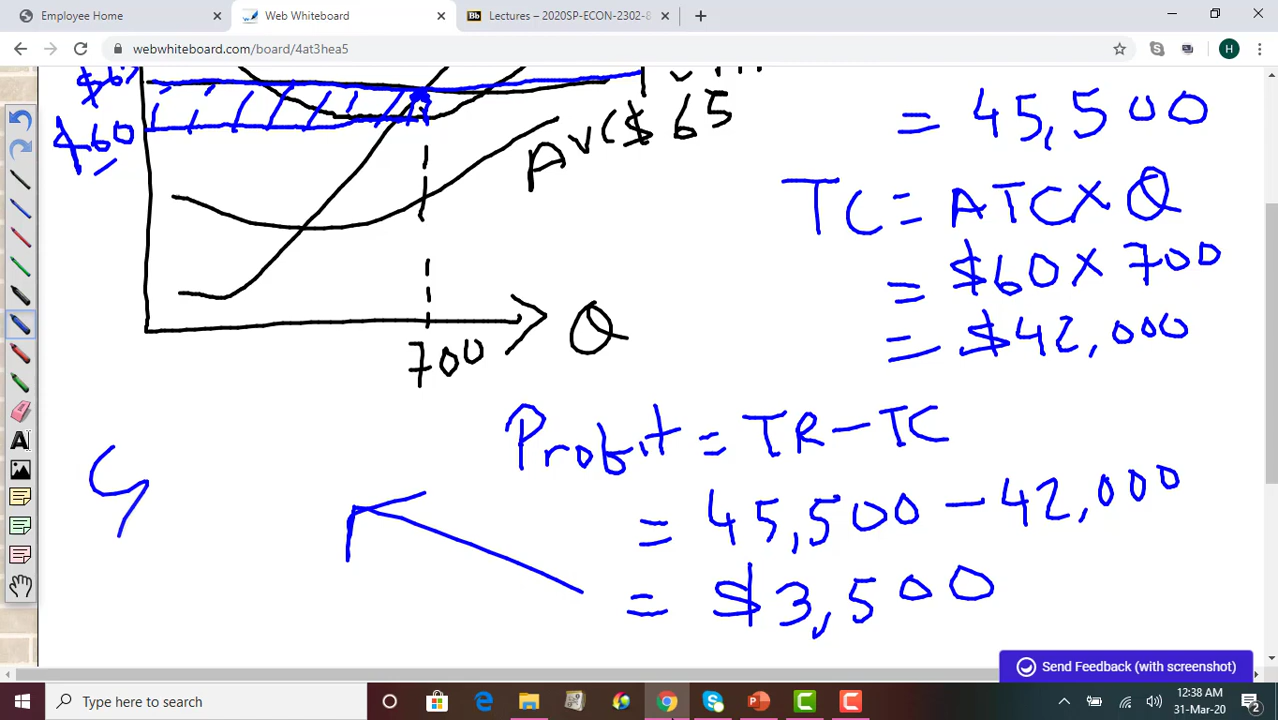 Employee Home
Web Whiteboard
Lectures – 2020SP-ECON-2302-8
webwhiteboard.com/board/4at3hea5
H
= 45,500
$60
AVC
$ 65
TC = ATC X Q
= $60 X 700
= $42,000
Q
700
Profit = TR - TC
= 45,500 - 42,000
= $3,500
A
Send Feedback (with screenshot)
Type here to search
12:38 AM
31-Mar-20
2